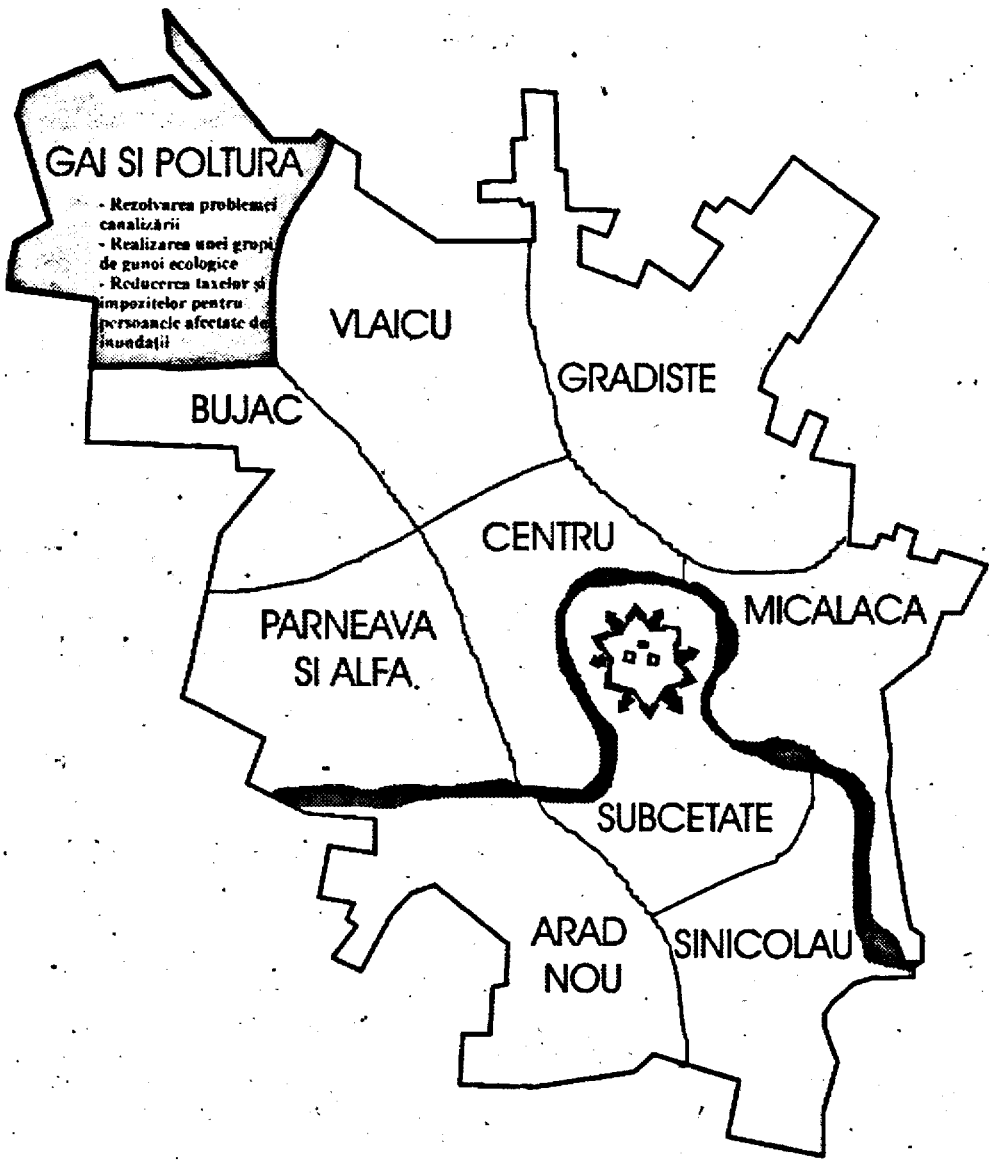 GAI SI POLTURA
- Rezolvarea problemei
canalizării
- Realizarea unei gropi
de gunoi ecologice
- Reducerea taxelor și
impozitelor pentru
persoanele afectate de
inundații
VLAICU
GRADISTE
BUJAC
CENTRU
MICALACA
PARNEAVA
SI ALFA
SUBCETATE
ARAD
NOU
SINICOLAU